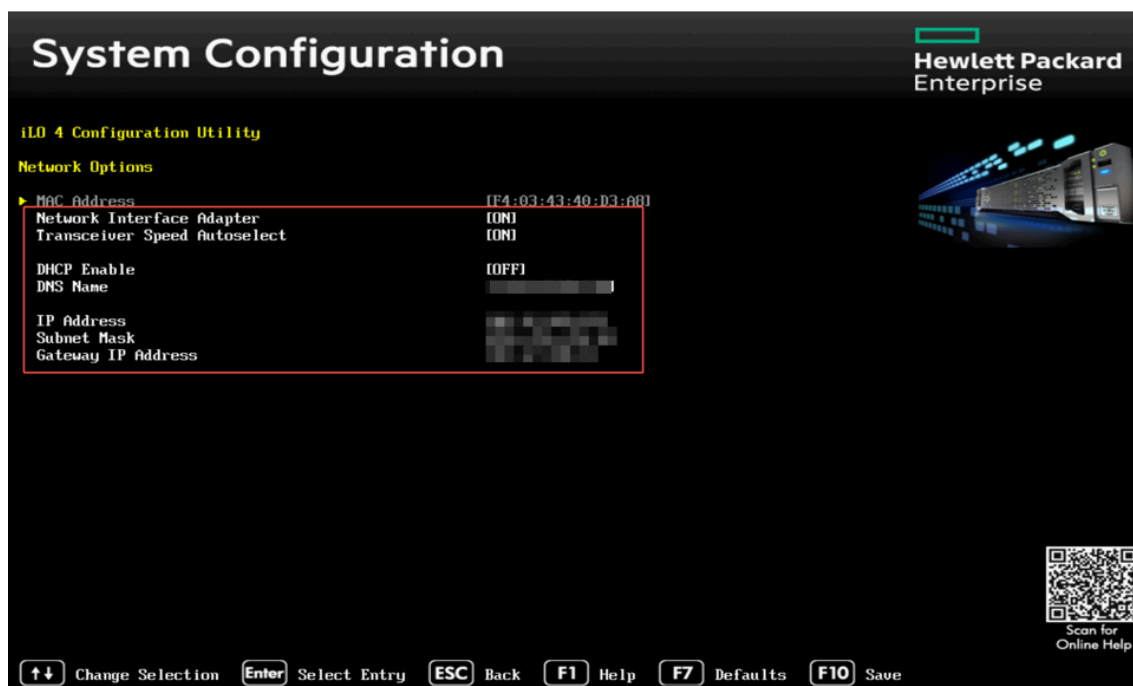 System Configuration
Hewlett Packard
Enterprise
iLO 4 Configuration Utility
Network Options
MAC Address [F4:03:43:40:D3:A8]
Network Interface Adapter [ON]
Transceiver Speed Autoselect [ON]
DHCP Enable [OFF]
DNS Name
IP Address
Subnet Mask
Gateway IP Address
Scan for
Online Help
↑↓ Change Selection Enter Select Entry ESC Back F1 Help F7 Defaults F10 Save